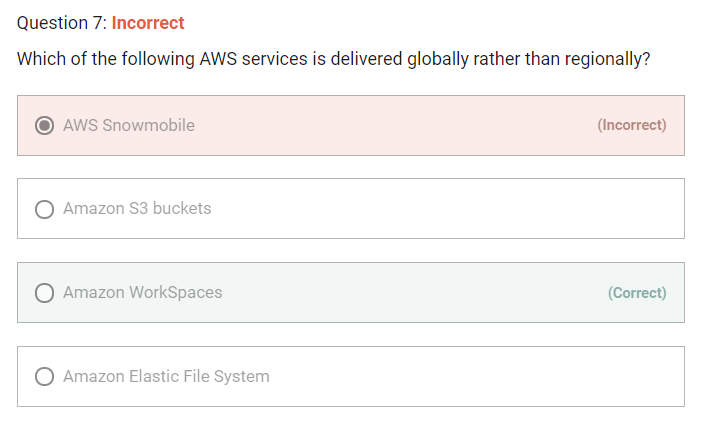 Question 7: Incorrect
Which of the following AWS services is delivered globally rather than regionally?
AWS Snowmobile (Incorrect)
Amazon S3 buckets
Amazon WorkSpaces (Correct)
Amazon Elastic File System